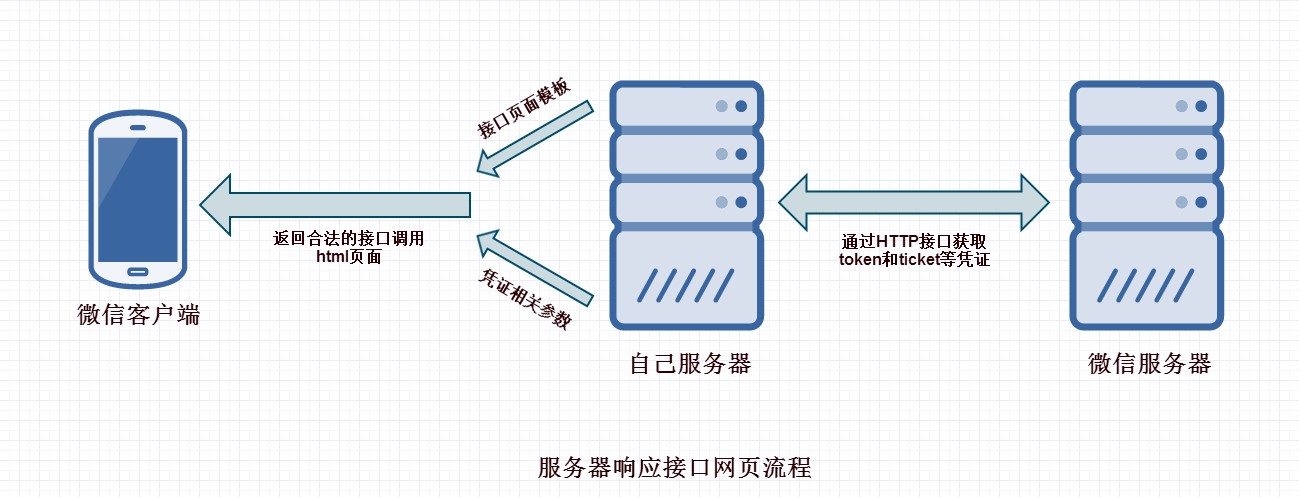 接口页面模板
返回合法的接口调用
html页面
凭证相关参数
通过HTTP接口获取
token和ticket等凭证
微信客户端
自己服务器
微信服务器
服务器响应接口网页流程